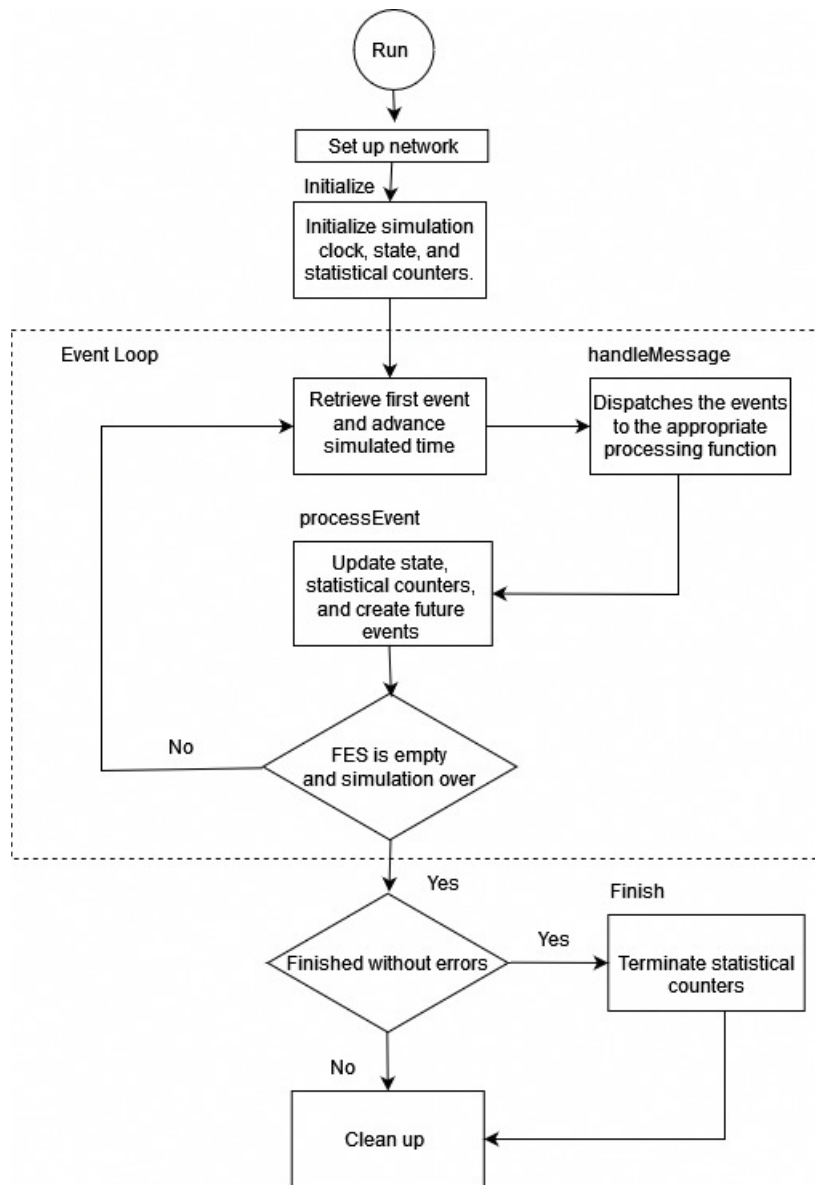 Run
Set up network
Initialize
Initialize simulation
clock, state, and
statistical counters.
Event Loop
handleMessage
Retrieve first event
and advance
simulated time
Dispatches the events
to the appropriate
processing function
processEvent
Update state,
statistical counters,
and create future
events
No
FES is empty
and simulation over
Yes
Finish
Finished without errors
Yes
Terminate statistical
counters
No
Clean up